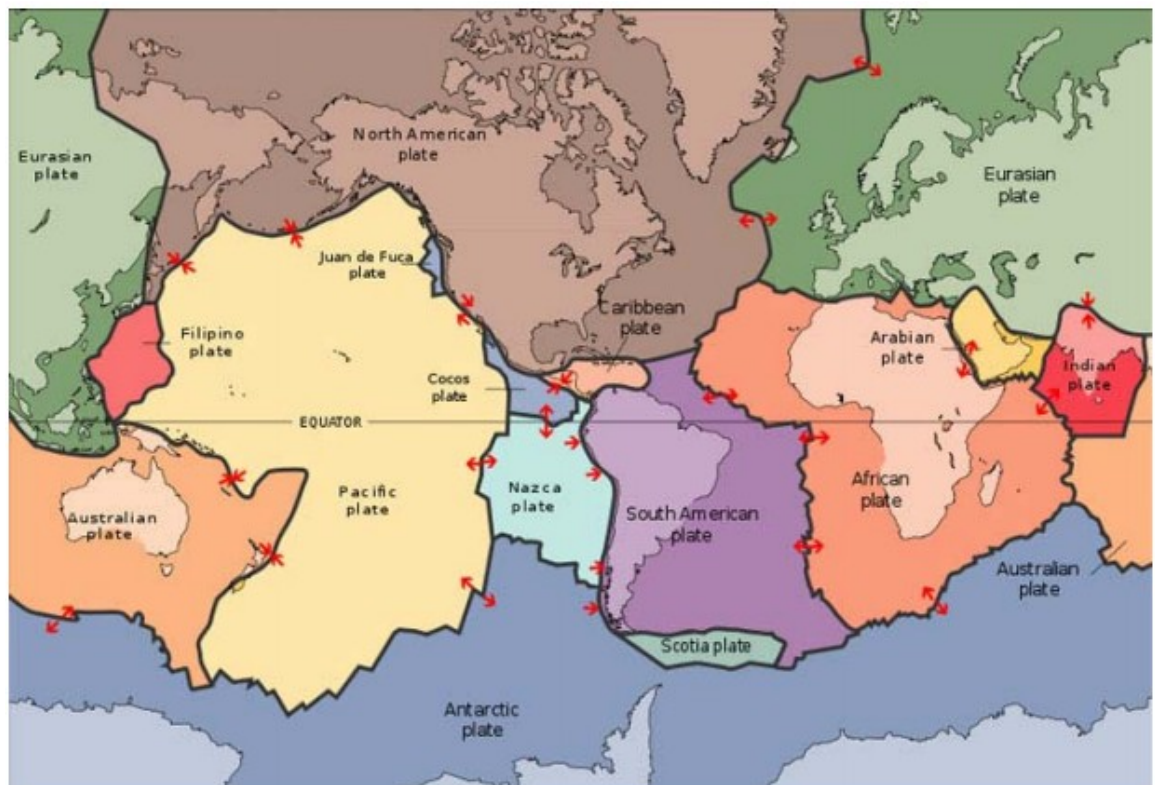 North American
plate
Eurasian
plate
Eurasian
plate
Juan de Fuca
plate
Caribbean
plate
Filipino
plate
Arabian
plate
Indian
plate
Cocos
plate
EQUATOR
African
plate
Nazca
plate
Pacific
plate
South American
plate
Australian
plate
Australian
plate
Scotia plate
Antarctic
plate